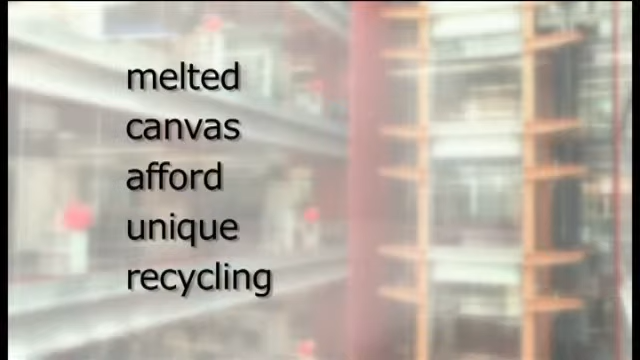 melted
canvas
afford
unique
recycling